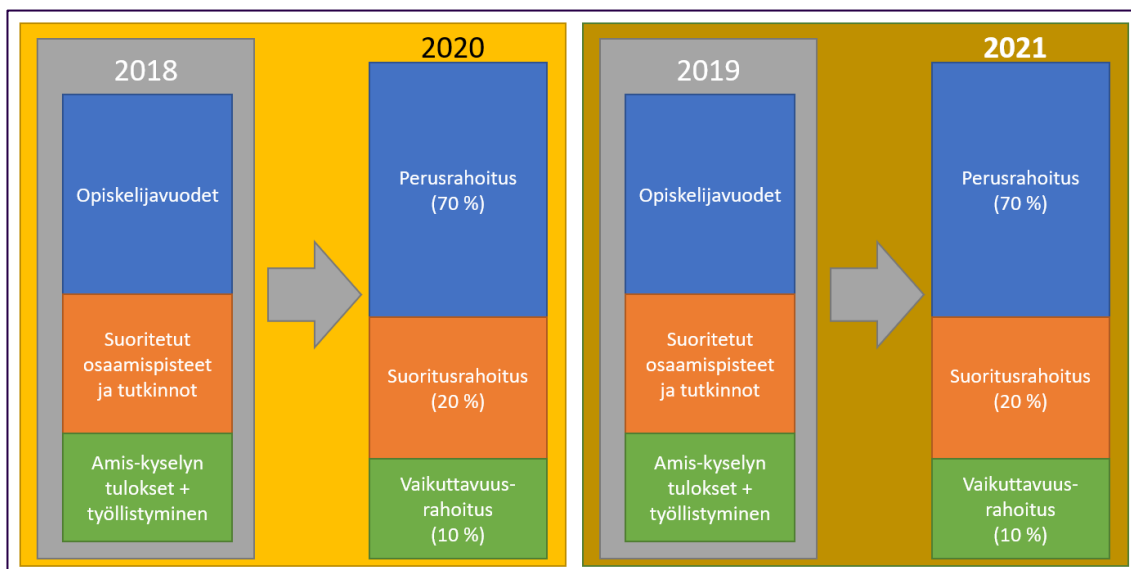 2018
Opiskelijavuodet
Suoritetut
osaamispisteet
ja tutkinnot
Amis-kyselyn
tulokset +
työllistyminen
2020
Perusrahoitus
(70 %)
Suoritusrahoitus
(20 %)
Vaikuttavuus-
rahoitus
(10 %)
2019
Opiskelijavuodet
Suoritetut
osaamispisteet
ja tutkinnot
Amis-kyselyn
tulokset +
työllistyminen
2021
Perusrahoitus
(70 %)
Suoritusrahoitus
(20 %)
Vaikuttavuus-
rahoitus
(10 %)